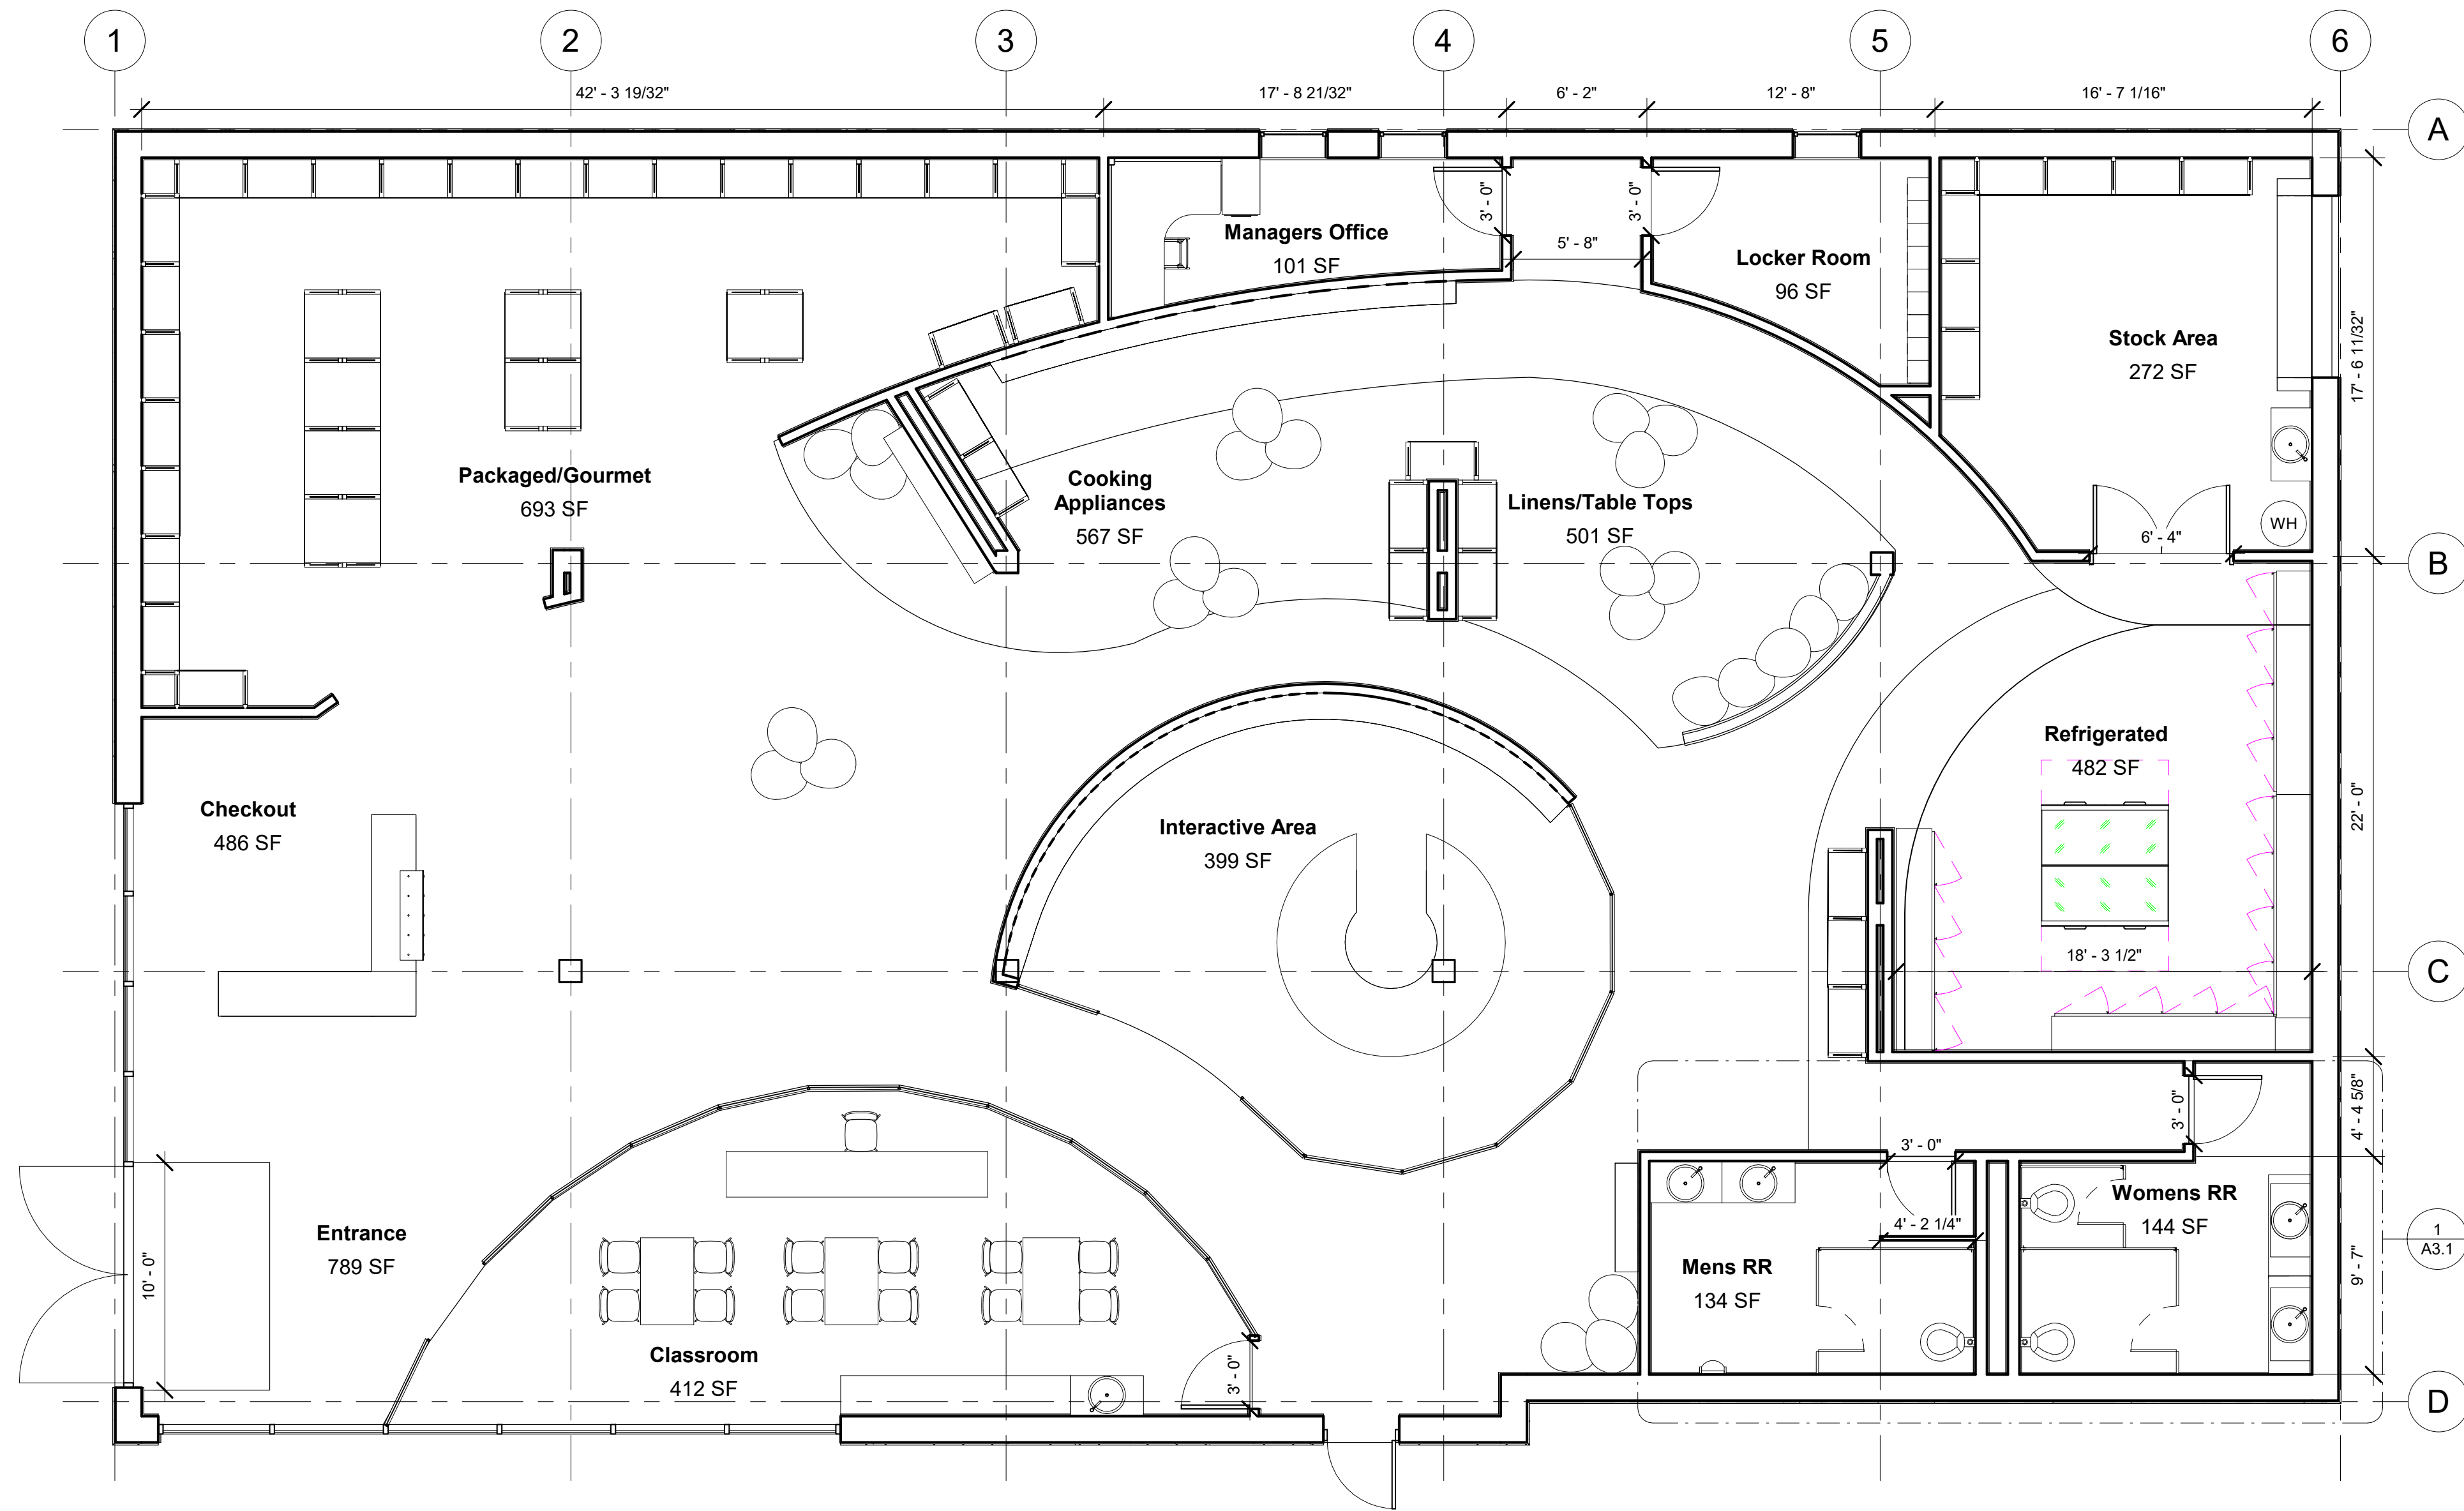 1
2
3
4
5
6
42' - 3 19/32"
17' - 8 21/32"
6' - 2"
12' - 8"
16' - 7 1/16"
A
3' - 0"
3' - 0"
Managers Office
101 SF
5' - 8"
Locker Room
96 SF
Stock Area
272 SF
17' - 6 11/32"
Packaged/Gourmet
693 SF
Cooking
Appliances
567 SF
Linens/Table Tops
501 SF
WH
6' - 4"
B
Refrigerated
482 SF
Checkout
486 SF
Interactive Area
399 SF
22' - 0"
18' - 3 1/2"
C
4' - 4 5/8"
3' - 0"
3' - 0"
Womens RR
144 SF
4' - 2 1/4"
Entrance
789 SF
10' - 0"
Mens RR
134 SF
9' - 7"
1
A3.1
Classroom
412 SF
3' - 0"
D